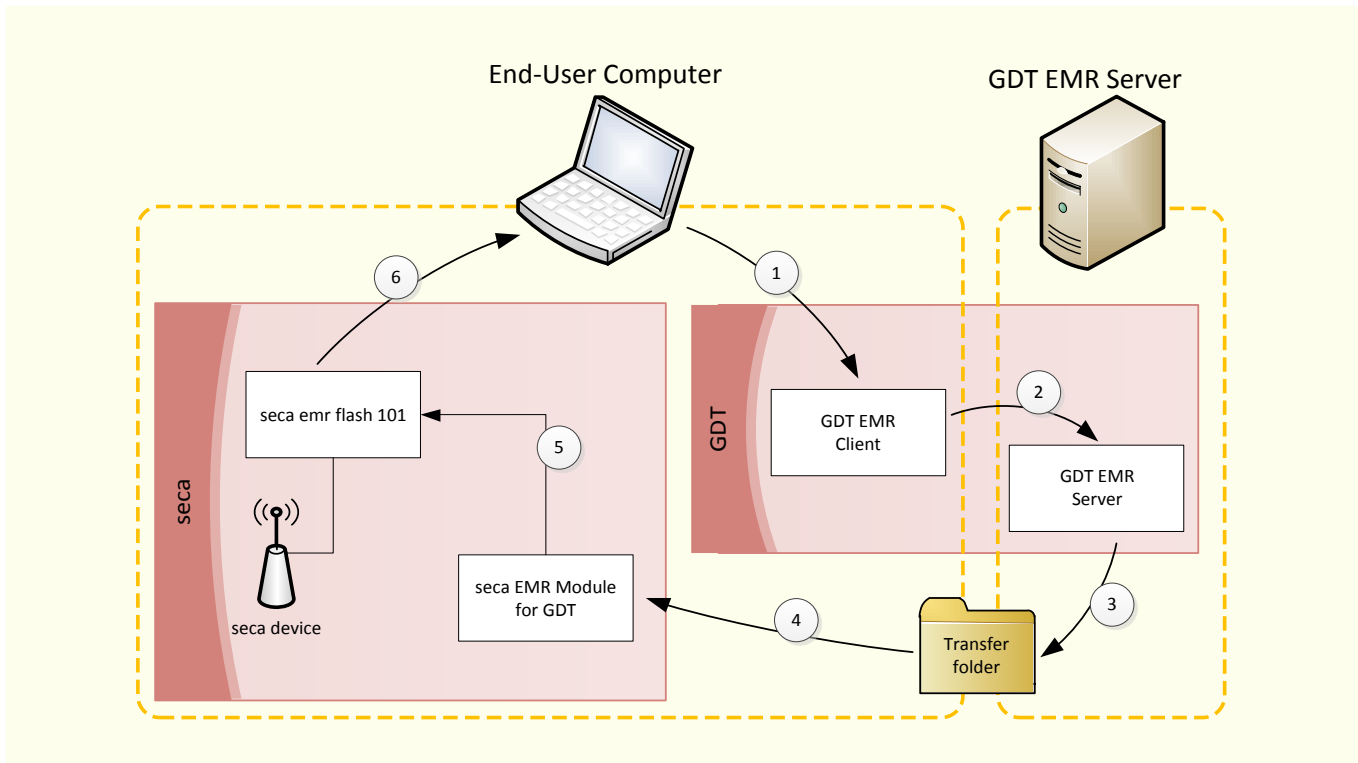 End-User Computer
GDT EMR Server
6
1
seca
seca emr flash 101
5
seca device
seca EMR Module
for GDT
GDT
GDT EMR
Client
2
GDT EMR
Server
3
4
Transfer
folder